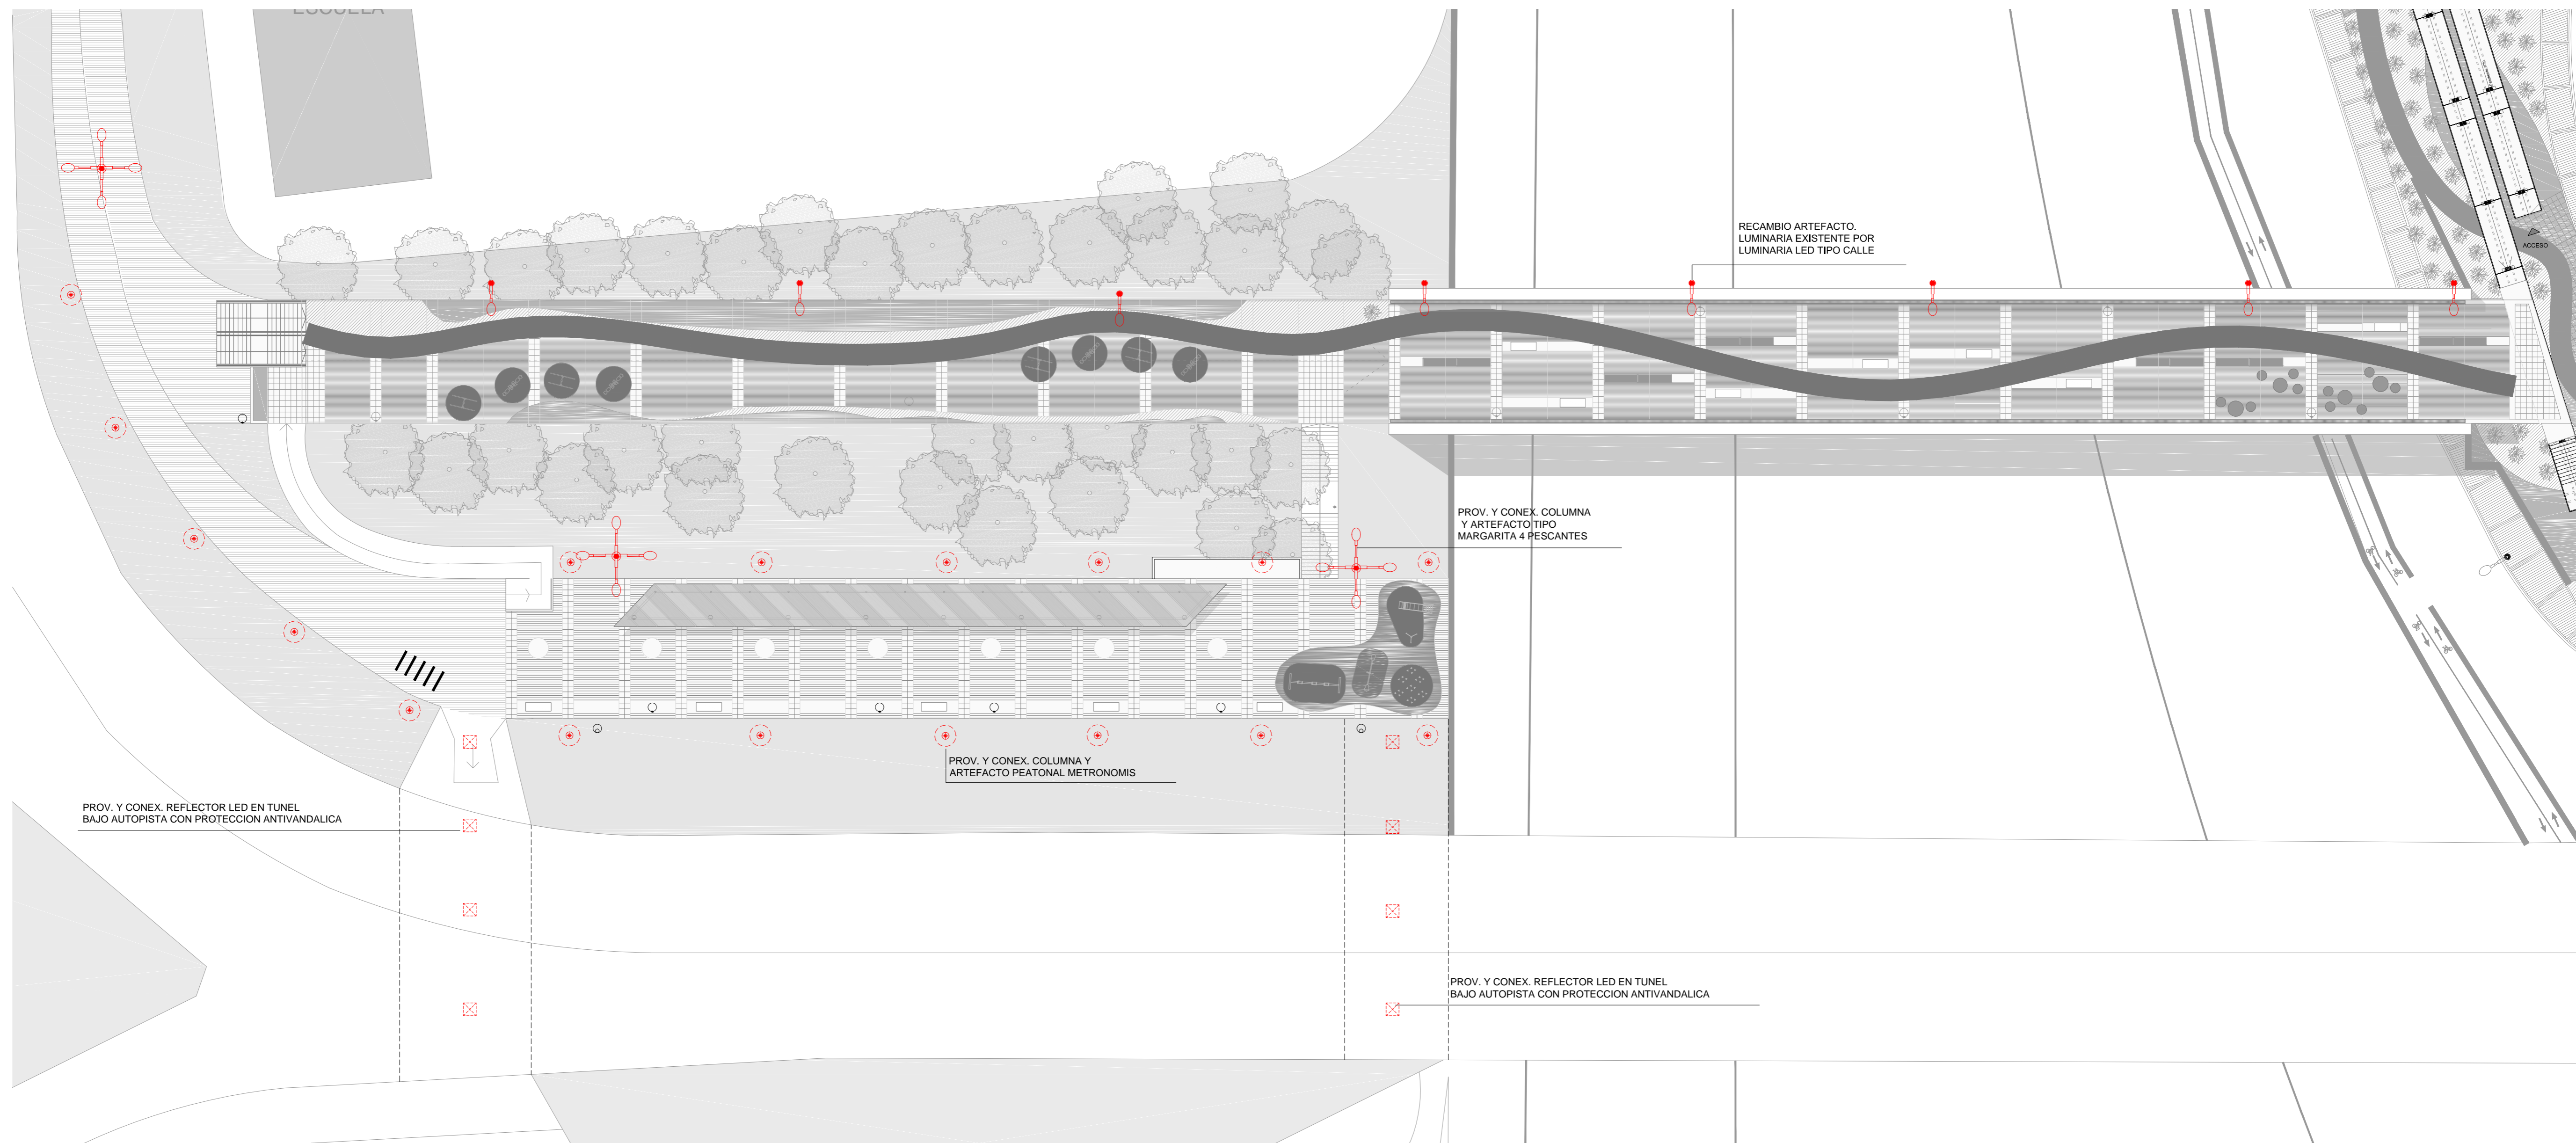 ESCUELA
RECAMBIO ARTEFACTO.
LUMINARIA EXISTENTE POR
LUMINARIA LED TIPO CALLE
ACCESO
PROV. Y CONEX. COLUMNA
Y ARTEFACTO TIPO
MARGARITA 4 PESCANTES
PROV. Y CONEX. COLUMNA Y
ARTEFACTO PEATONAL METRONOMIS
PROV. Y CONEX. REFLECTOR LED EN TUNEL
BAJO AUTOPISTA CON PROTECCION ANTIVANDALICA
PROV. Y CONEX. REFLECTOR LED EN TUNEL
BAJO AUTOPISTA CON PROTECCION ANTIVANDALICA